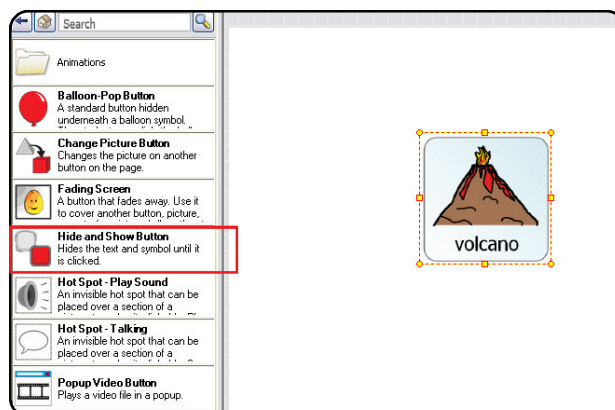 Search
Animations
Balloon-Pop Button
A standard button hidden
underneath a balloon symbol.
Change Picture Button
Changes the picture on another
button on the page.
Fading Screen
A button that fades away. Use it
to cover another button, picture,
Hide and Show Button
Hides the text and symbol until it
is clicked.
Hot Spot - Play Sound
An invisible hot spot that can be
placed over a section of a
Hot Spot - Talking
An invisible hot spot that can be
placed over a section of a
Popup Video Button
Plays a video file in a popup.
volcano